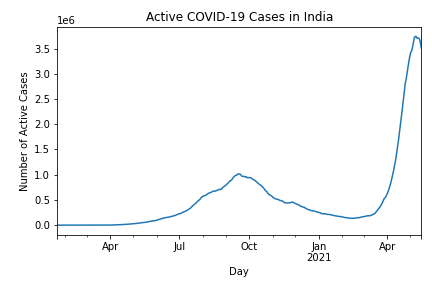 Active COVID-19 Cases in India
1e6
3.5
3.0
2.5
2.0
1.5
1.0
0.5
0.0
Number of Active Cases
Apr Jul Oct Jan Apr
2021
Day